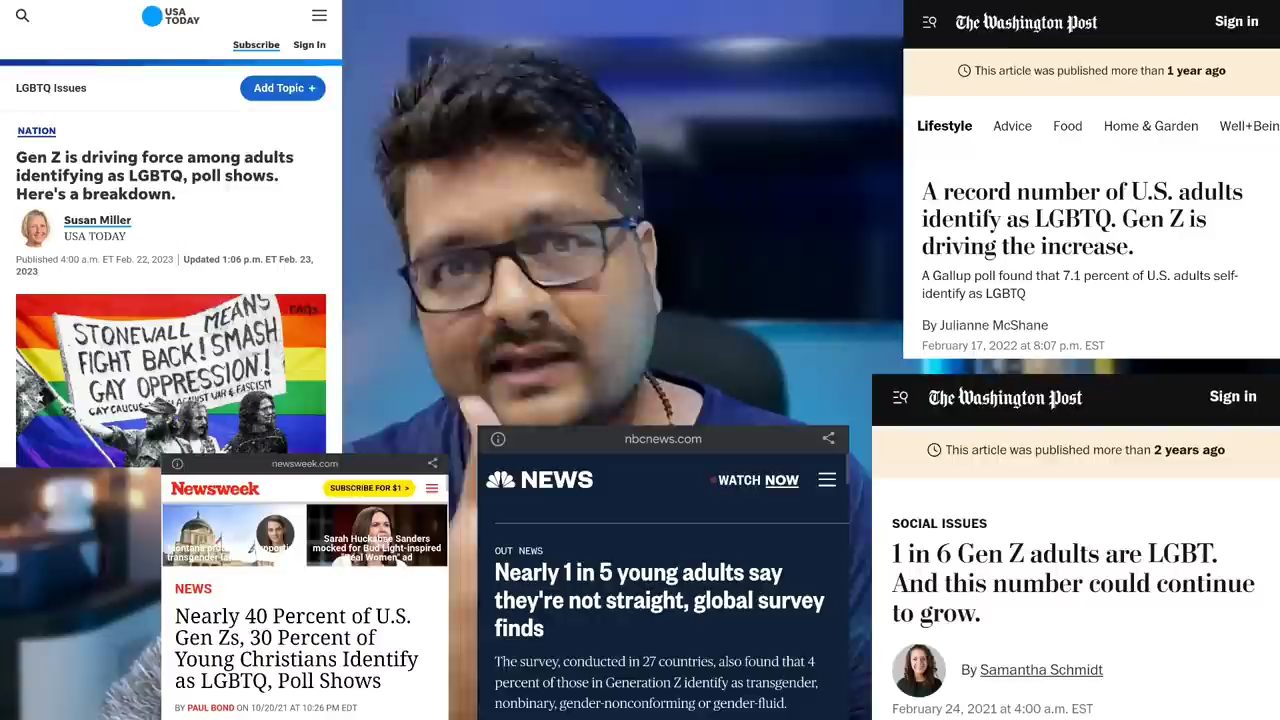 USA
TODAY
Subscribe Sign In
LGBTQ Issues
Add Topic +
NATION
Gen Z is driving force among adults
identifying as LGBTQ, poll shows.
Here's a breakdown.
Susan Miller
USA TODAY
Published 4:00 a.m. ET Feb. 22, 2023 | Updated 1:06 p.m. ET Feb. 23,
2023
FAQs
STONEWALL MEANS
FIGHT BACK! SMASH
GAY OPPRESSION!
newsweek.com
Newsweek
SUBSCRIBE FOR $1 >
Sarah Huckabee Sanders
mocked for Bud Light-inspired
"Real Women" ad
NEWS
Nearly 40 Percent of U.S.
Gen Zs, 30 Percent of
Young Christians Identify
as LGBTQ, Poll Shows
BY PAUL BOND ON 10/20/21 AT 10:26 PM EDT
nbcnews.com
NEWS
WATCH NOW
OUT NEWS
Nearly 1 in 5 young adults say
they're not straight, global survey
finds
The survey, conducted in 27 countries, also found that 4
percent of those in Generation Z identify as transgender,
nonbinary, gender-nonconforming or gender-fluid.
The Washington Post
Sign in
This article was published more than 1 year ago
Lifestyle Advice Food Home & Garden Well+Bein
A record number of U.S. adults
identify as LGBTQ. Gen Z is
driving the increase.
A Gallup poll found that 7.1 percent of U.S. adults self-
identify as LGBTQ
By Julianne McShane
February 17, 2022 at 8:07 p.m. EST
The Washington Post
Sign in
This article was published more than 2 years ago
SOCIAL ISSUES
1 in 6 Gen Z adults are LGBT.
And this number could continue
to grow.
By Samantha Schmidt
February 24, 2021 at 4:00 a.m. EST